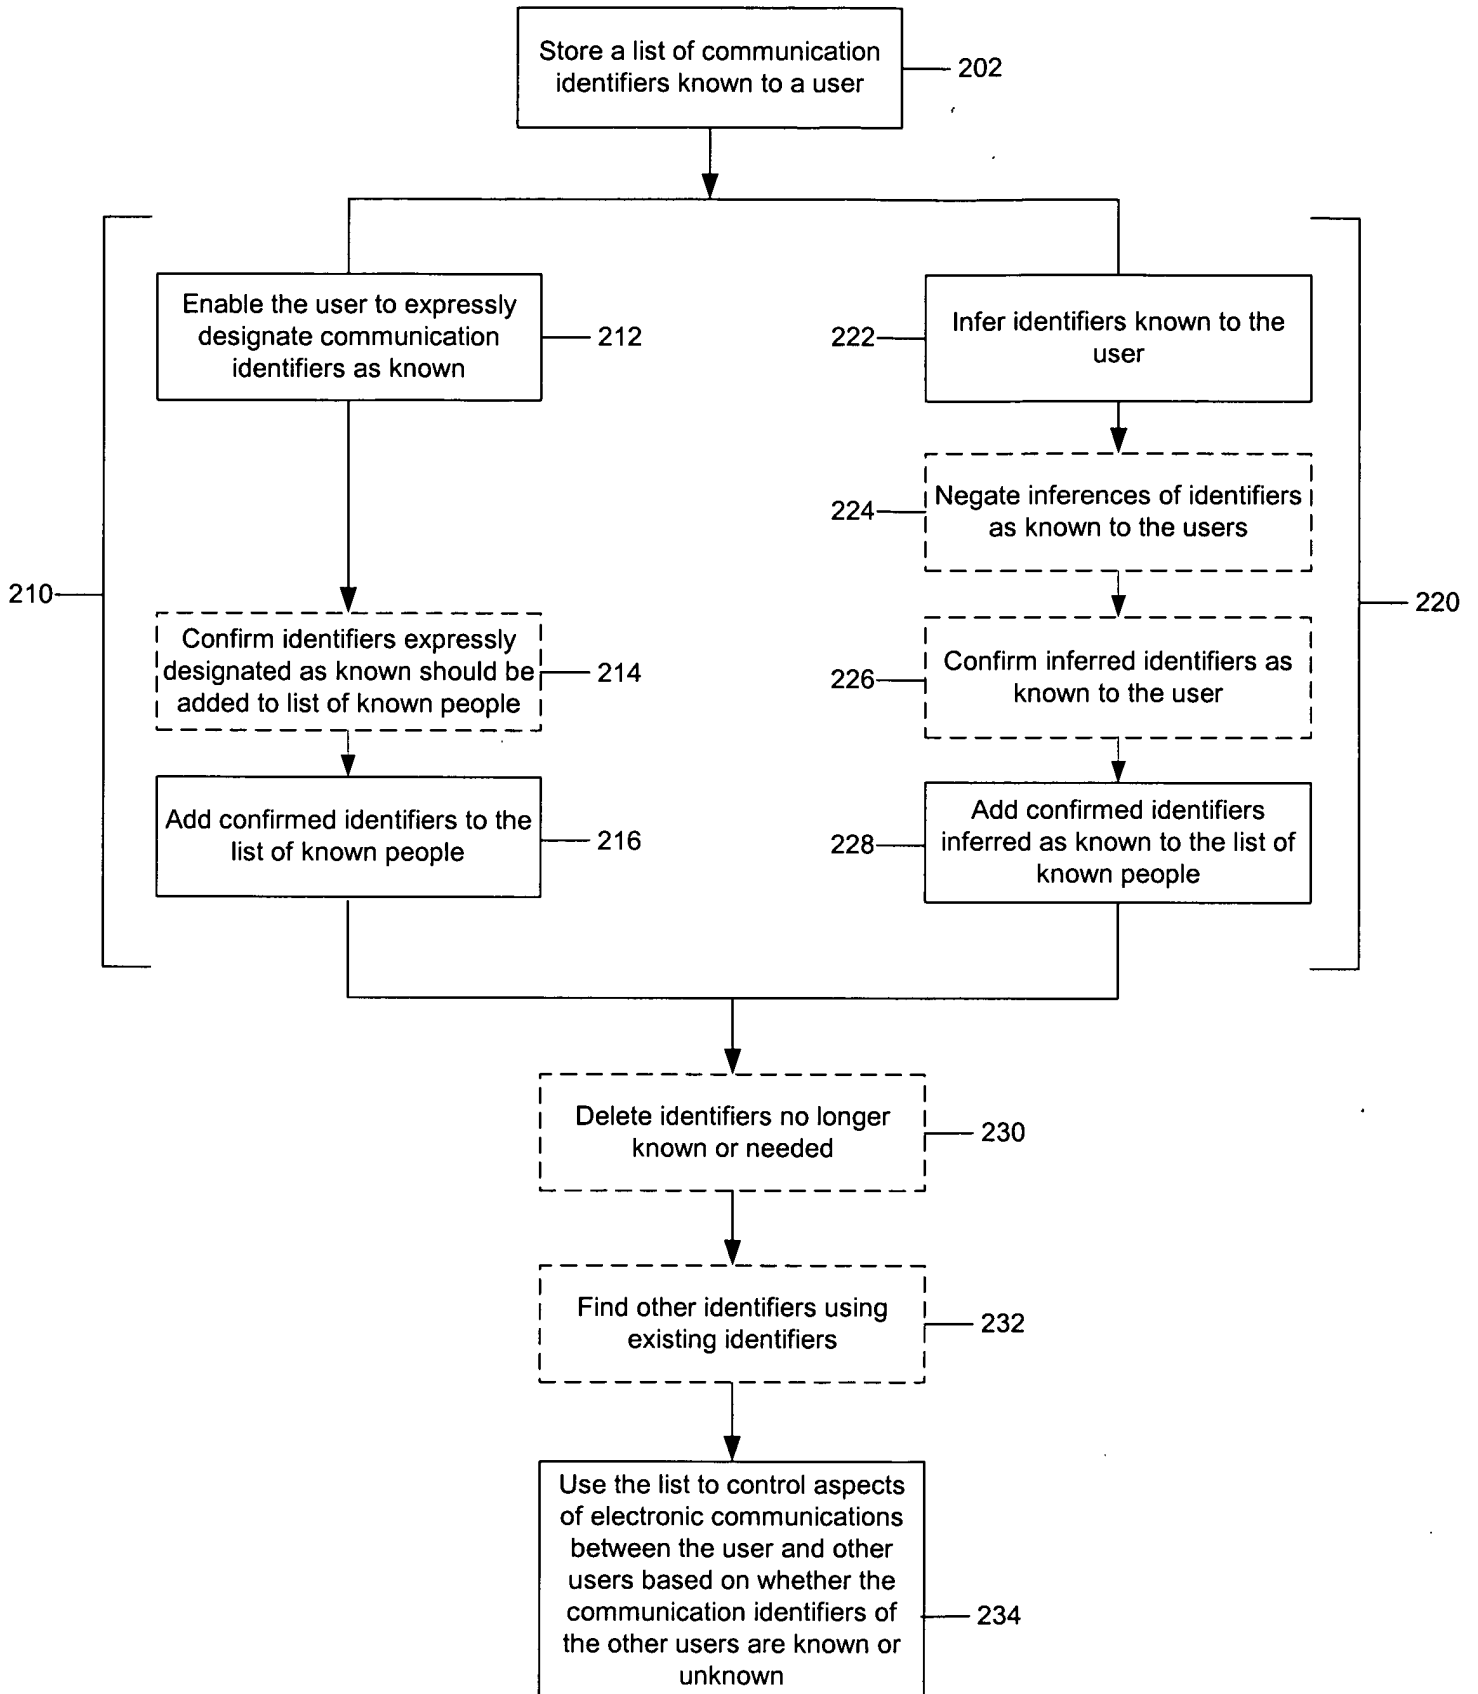 Store a list of communication
identifiers known to a user
202
Enable the user to expressly
designate communication
identifiers as known
212
222
Infer identifiers known to the
user
224
Negate inferences of identifiers
as known to the users
210
220
Confirm identifiers expressly
designated as known should be
added to list of known people
214
226
Confirm inferred identifiers as
known to the user
Add confirmed identifiers to the
list of known people
216
228
Add confirmed identifiers
inferred as known to the list of
known people
Delete identifiers no longer
known or needed
230
Find other identifiers using
existing identifiers
232
Use the list to control aspects
of electronic communications
between the user and other
users based on whether the
communication identifiers of
the other users are known or
unknown
234